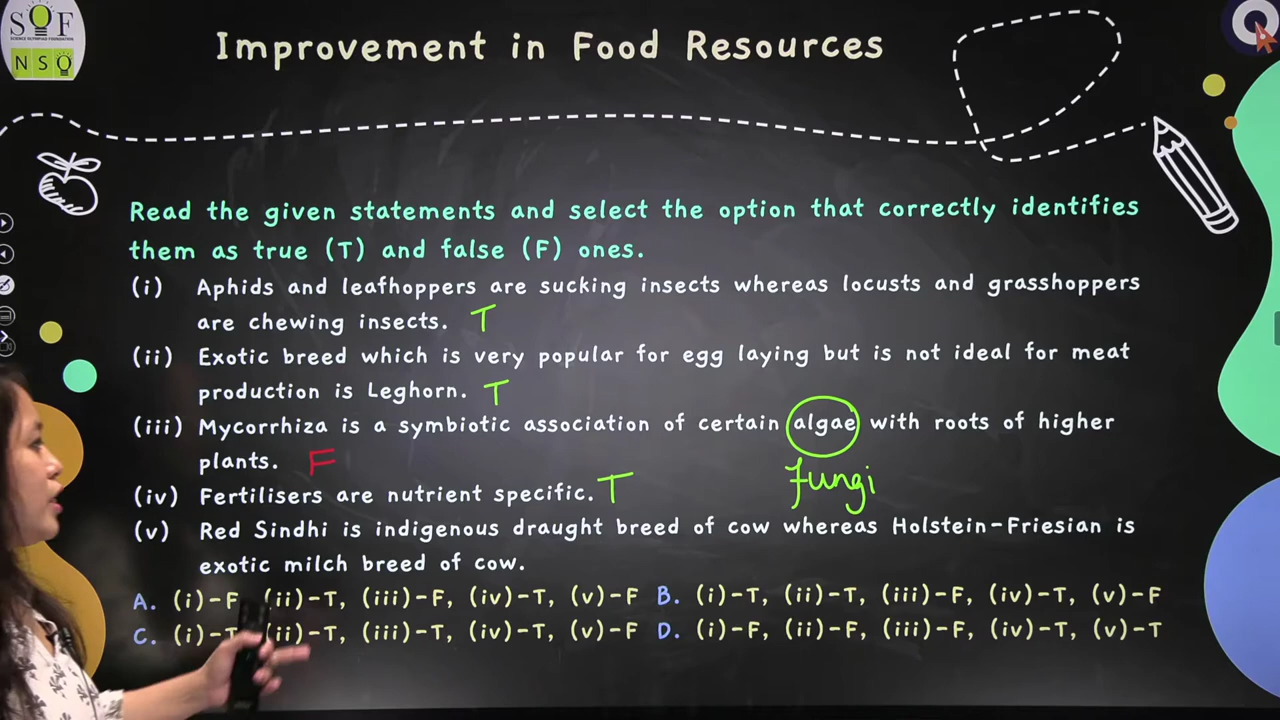 SOF
SCIENCE OLYMPIAD FOUNDATION
NSO
Improvement in Food Resources
Read the given statements and select the option that correctly identifies
them as true (T) and false (F) ones.
(i) Aphids and leafhoppers are sucking insects whereas locusts and grasshoppers
are chewing insects. T
(ii) Exotic breed which is very popular for egg laying but is not ideal for meat
production is Leghorn. T
(iii) Mycorrhiza is a symbiotic association of certain algae with roots of higher
plants. F
fungi
(iv) Fertilisers are nutrient specific. T
(v) Red Sindhi is indigenous draught breed of cow whereas Holstein-Friesian is
exotic milch breed of cow.
A. (i)-F, (ii)-T, (iii)-F, (iv)-T, (v)-F B. (i)-T, (ii)-T, (iii)-F, (iv)-T, (v)-F
C. (i)-T, (ii)-T, (iii)-T, (iv)-T, (v)-F D. (i)-F, (ii)-F, (iii)-F, (iv)-T, (v)-T